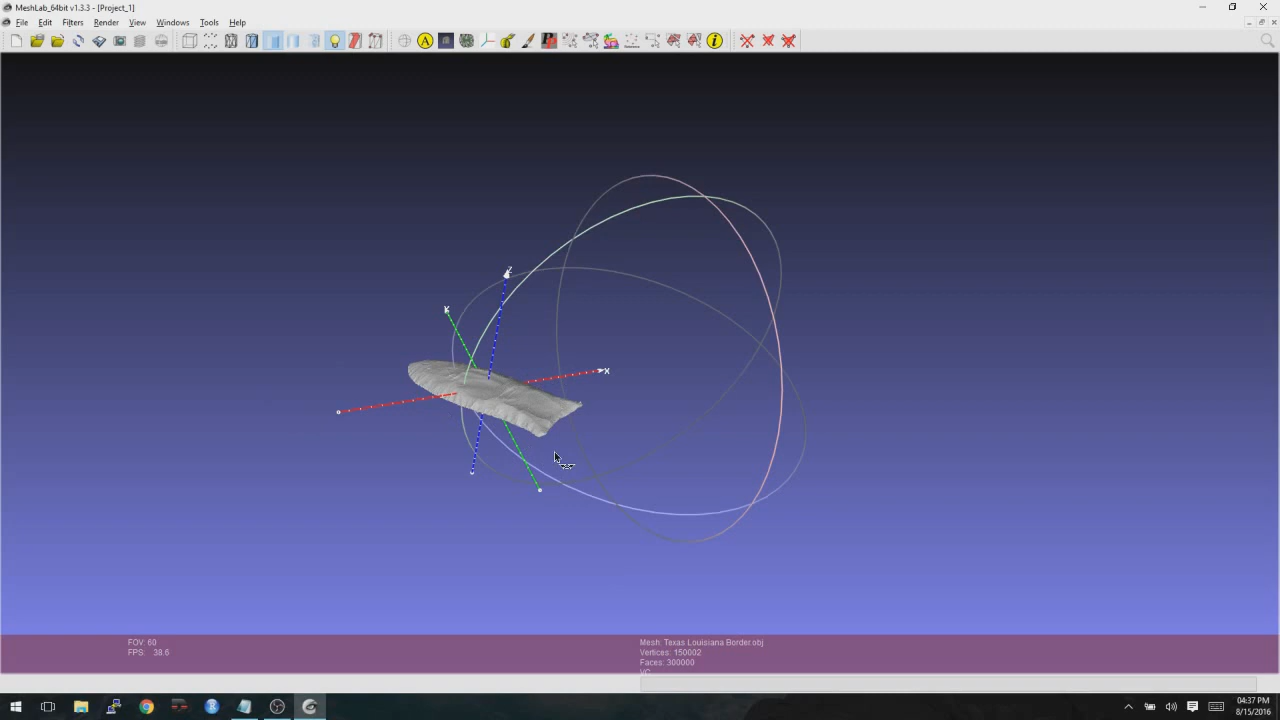 MeshLab_64bit v1.3.3 - [Project_1]
File Edit Filters Render View Windows Tools Help
A
i
Z
X
FOV: 60
FPS: 38.6
Mesh: Texas Louisiana Border.obj
Vertices: 150002
Faces: 300000
VC
04:37 PM
8/15/2016